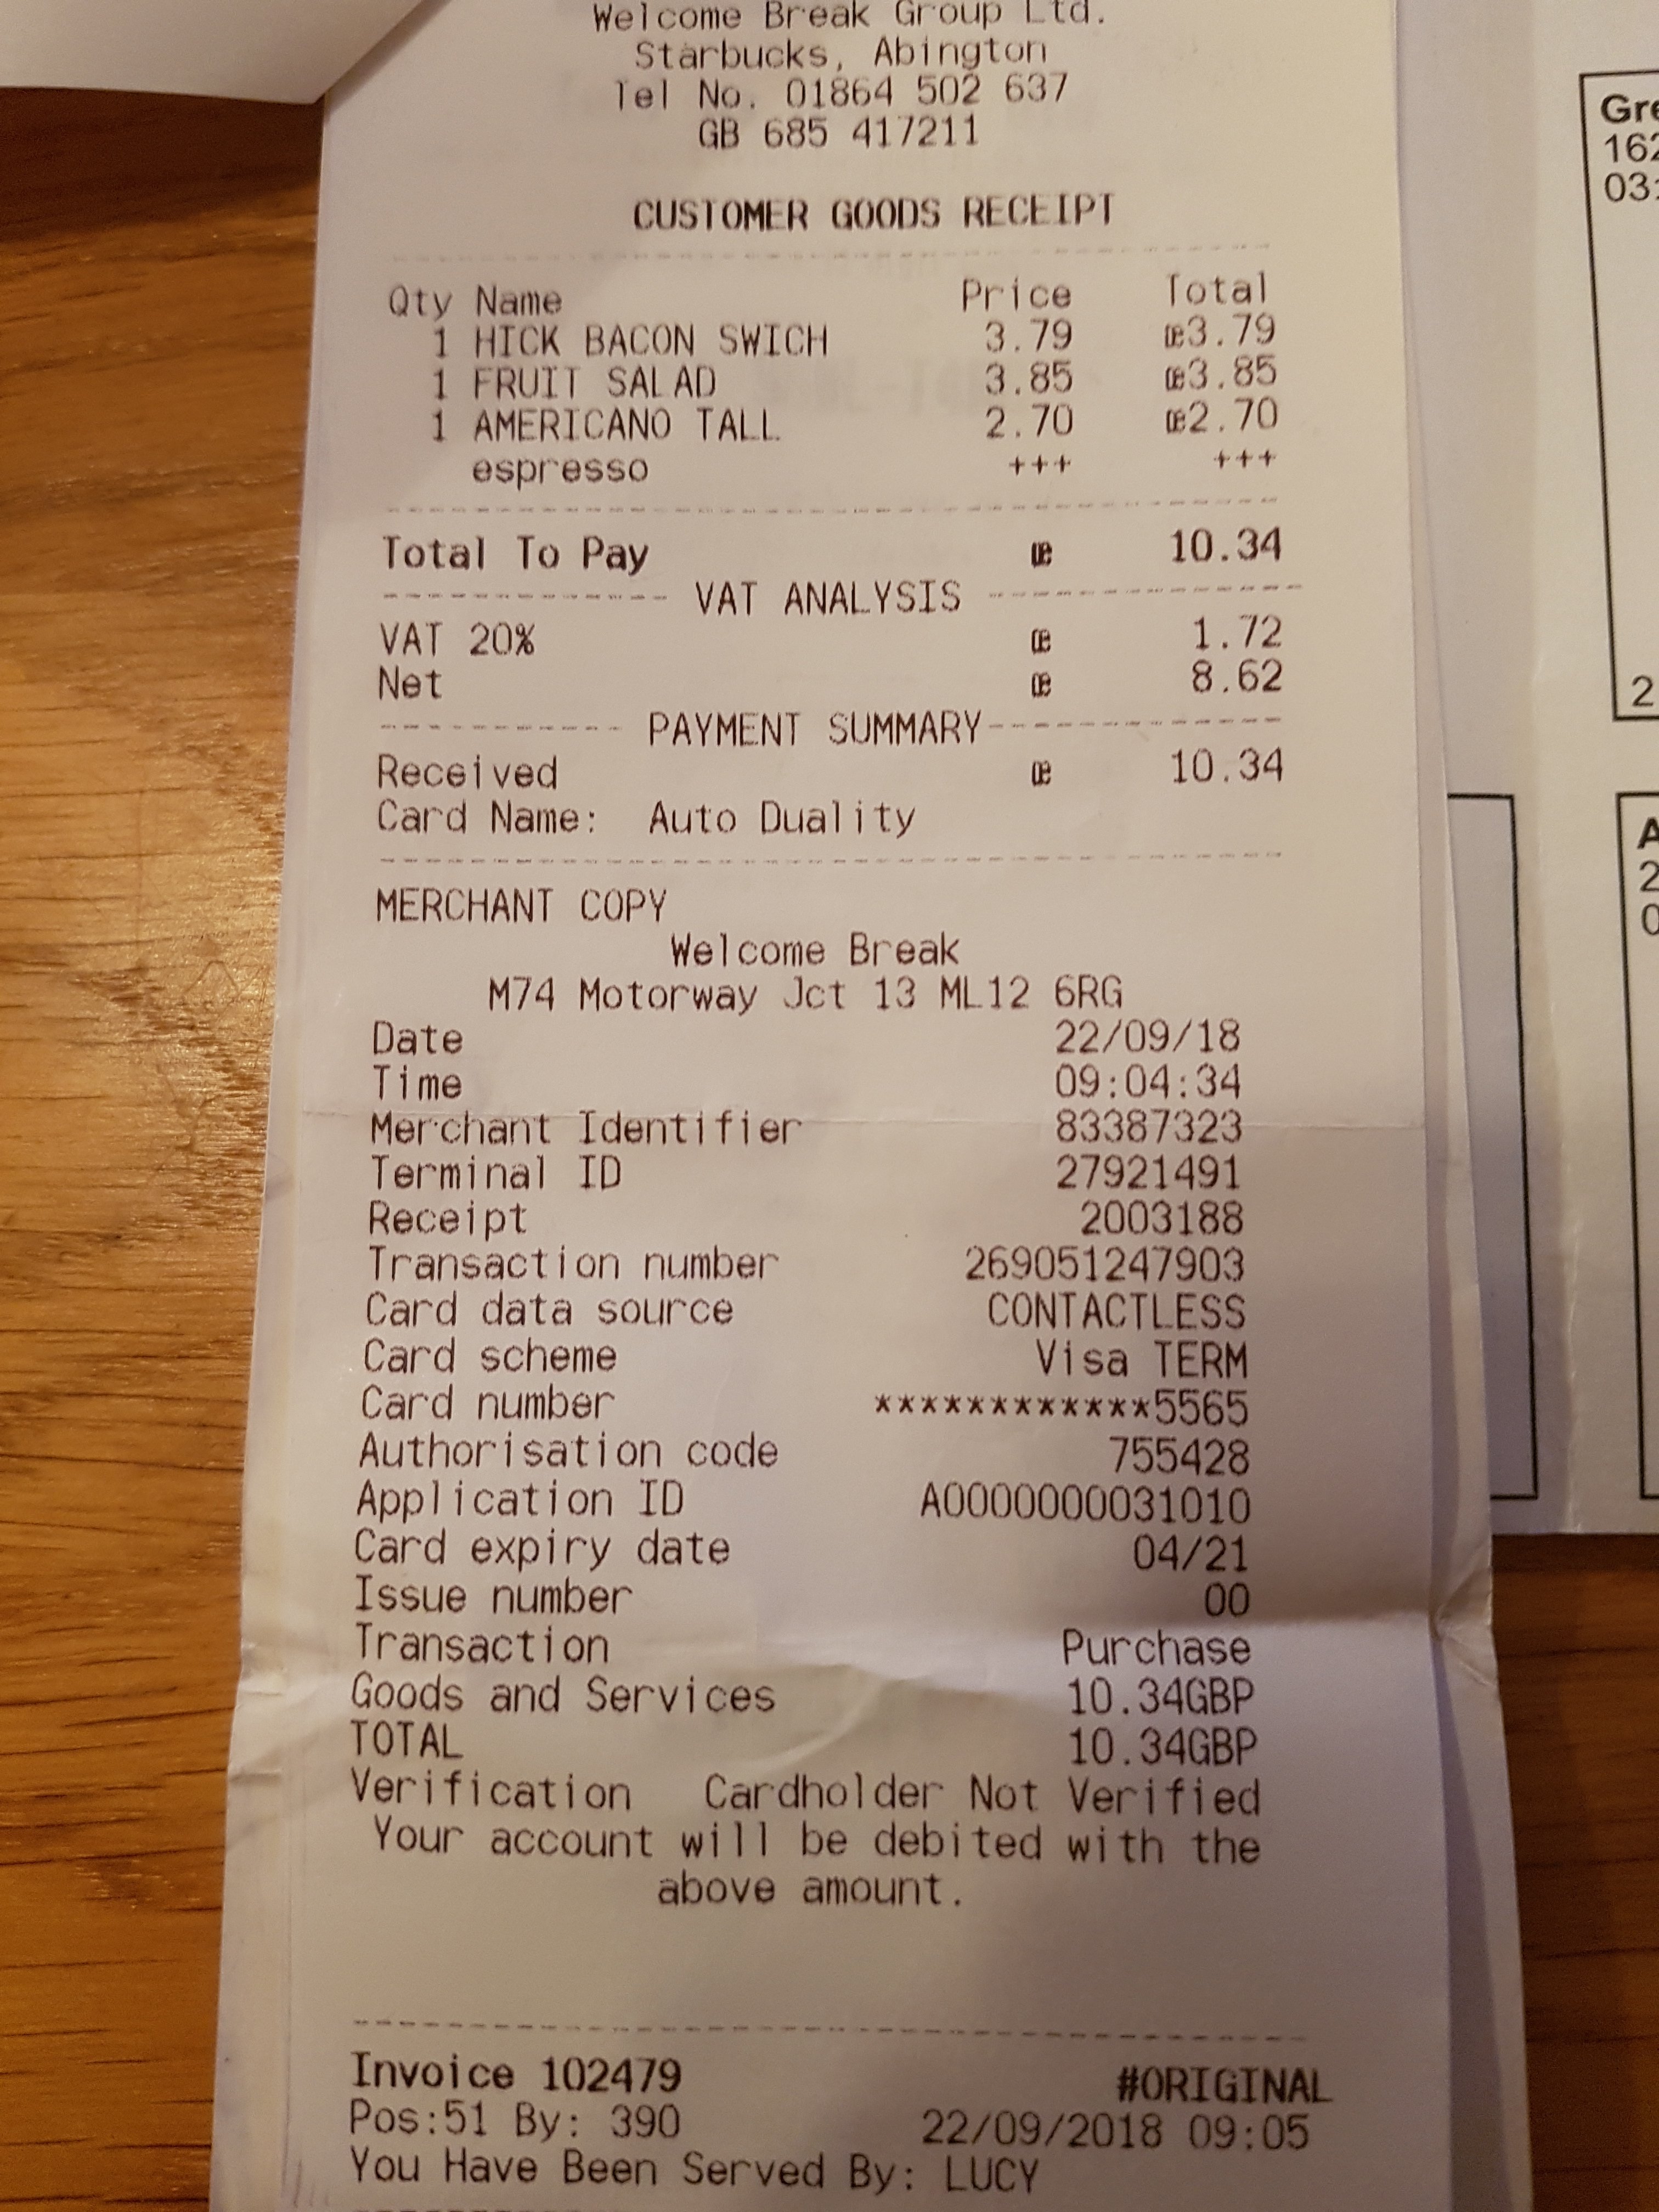 Welcome Break Group Ltd.
Starbucks, Abington
Tel No. 01864 502 637
GB 685 417211
CUSTOMER GOODS RECEIPT
Qty Name Price Total
1 HICK BACON SWICH 3.79 œ3.79
1 FRUIT SALAD 3.85 œ3.85
1 AMERICANO TALL 2.70 œ2.70
espresso +++ +++
Total To Pay œ 10.34
------------- VAT ANALYSIS --------------
VAT 20% œ 1.72
Net œ 8.62
----------- PAYMENT SUMMARY-------------
Received œ 10.34
Card Name: Auto Duality
MERCHANT COPY
Welcome Break
M74 Motorway Jct 13 ML12 6RG
Date 22/09/18
Time 09:04:34
Merchant Identifier 83387323
Terminal ID 27921491
Receipt 2003188
Transaction number 269051247903
Card data source CONTACTLESS
Card scheme Visa TERM
Card number ************5565
Authorisation code 755428
Application ID A0000000031010
Card expiry date 04/21
Issue number 00
Transaction Purchase
Goods and Services 10.34GBP
TOTAL 10.34GBP
Verification Cardholder Not Verified
Your account will be debited with the
above amount.
Invoice 102479 #ORIGINAL
Pos:51 By: 390 22/09/2018 09:05
You Have Been Served By: LUCY
Gre
162
03
2
A
2
0